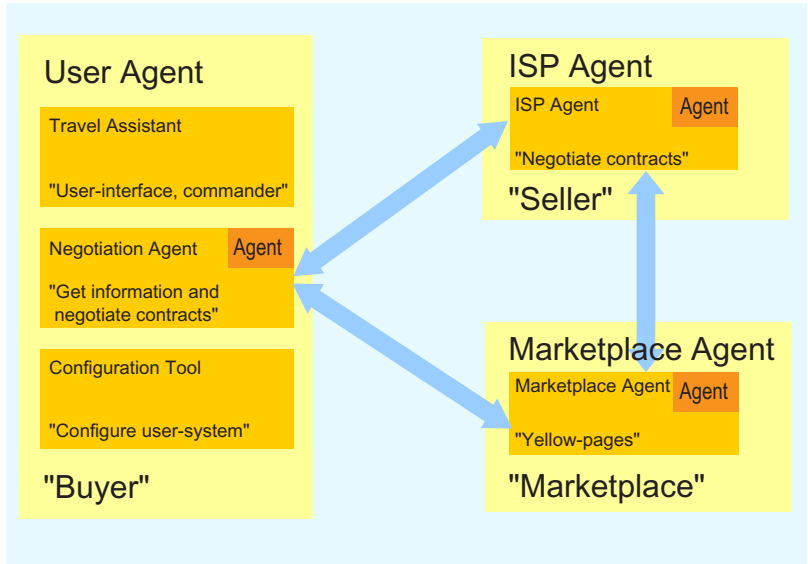 User Agent
Travel Assistant
"User-interface, commander"
Negotiation Agent
Agent
"Get information and
negotiate contracts"
Configuration Tool
"Configure user-system"
"Buyer"
ISP Agent
ISP Agent
Agent
"Negotiate contracts"
"Seller"
Marketplace Agent
Marketplace Agent
Agent
"Yellow-pages"
"Marketplace"